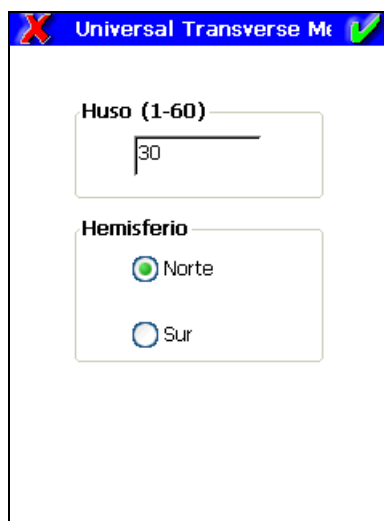 Universal Transverse Me
Huso (1-60)
30
Hemisferio
Norte
Sur